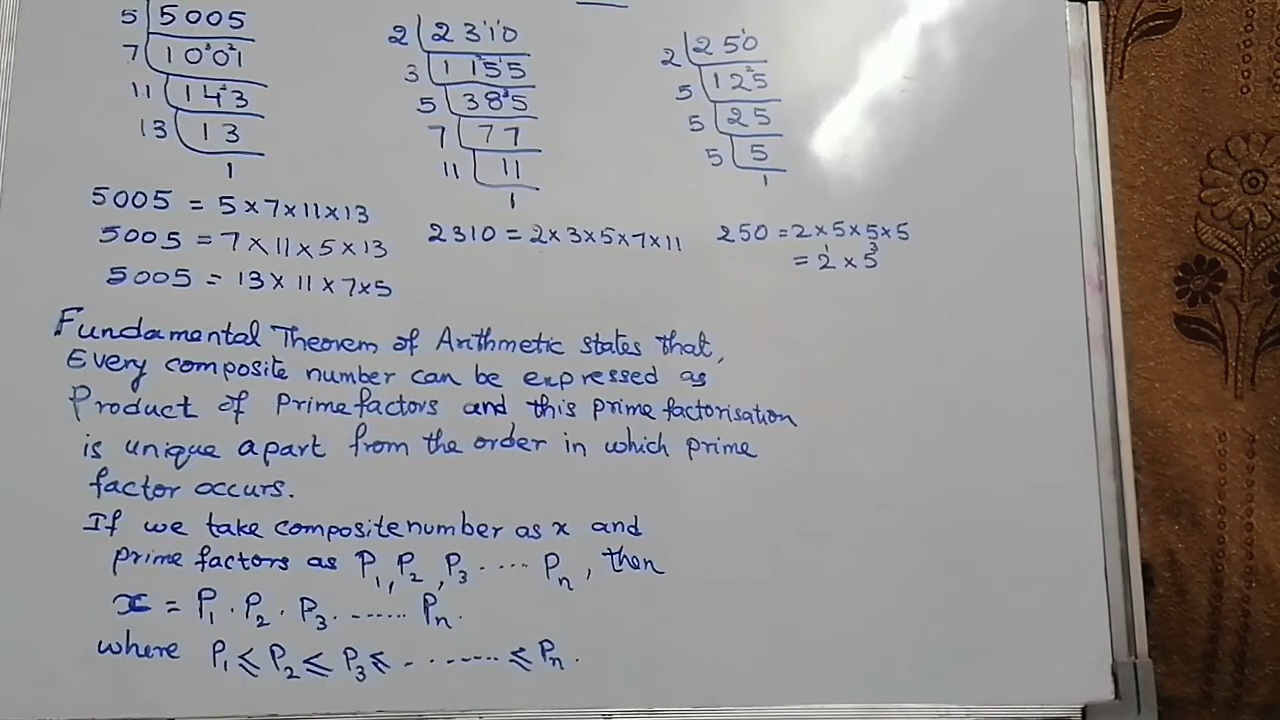 5 | 5005
7 | 1001
11 | 143
13 | 13
1
2 | 2310
3 | 1155
5 | 385
7 | 77
11 | 11
1
2 | 250
5 | 125
5 | 25
5 | 5
1
5005 = 5×7×11×13
5005 = 7×11×5×13
5005 = 13×11×7×5
2310 = 2×3×5×7×11
250 = 2×5×5×5
= 2¹ × 5³
Fundamental Theorem of Arithmetic states that,
Every composite number can be expressed as
Product of Prime factors and this prime factorisation
is unique apart from the order in which prime
factor occurs.
If we take composite number as x and
prime factors as P₁, P₂, P₃ ···· Pₙ, then
x = P₁ . P₂ . P₃ ....... Pₙ.
where P₁ ≤ P₂ ≤ P₃ ≤ ........ ≤ Pₙ.